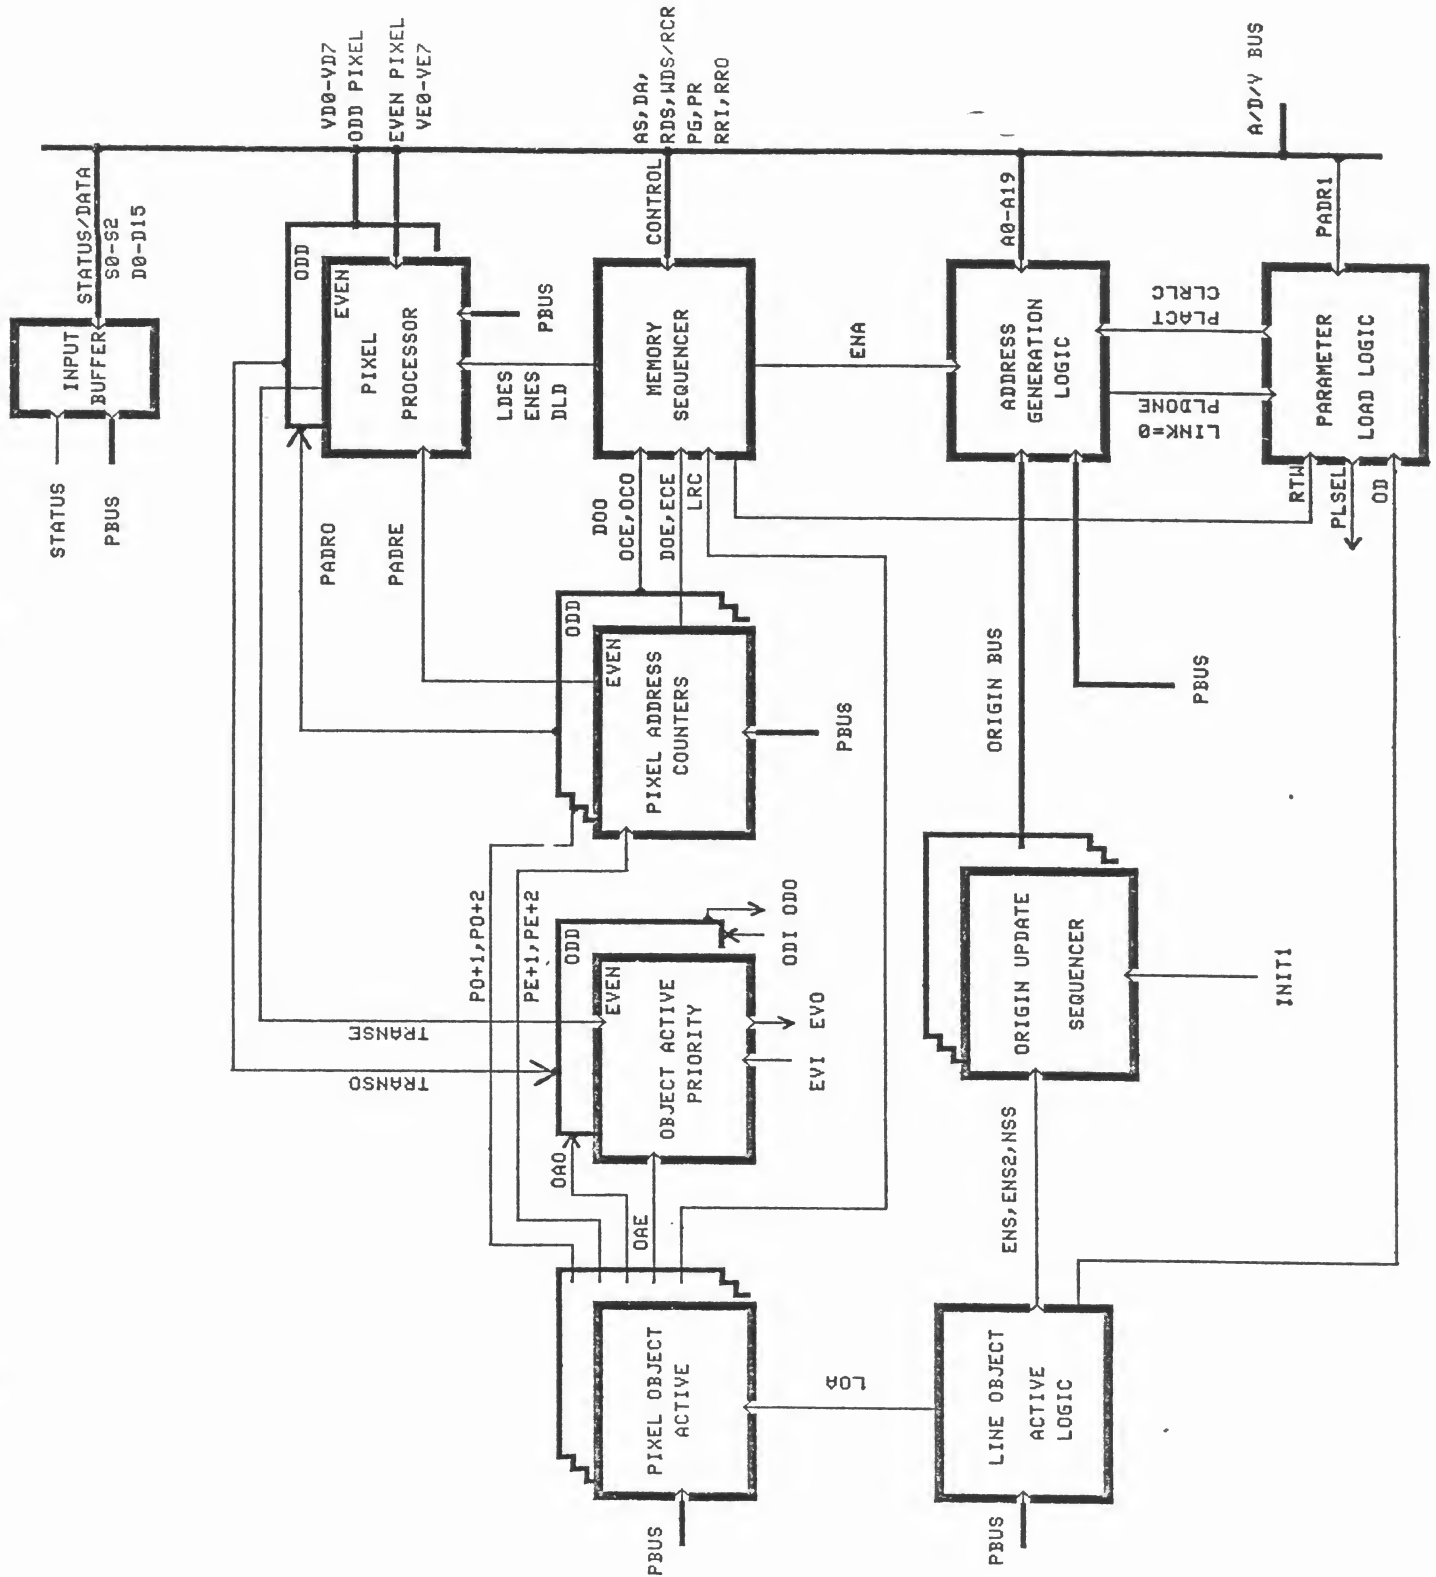 STATUS
PBUS
INPUT
BUFFER
STATUS/DATA
S0-S2
D0-D15
VD0-VD7
ODD PIXEL
EVEN PIXEL
VE0-VE7
ODD
EVEN
PIXEL
PROCESSOR
PBUS
PADRO
PADRE
LDES
ENES
DLD
MEMORY
SEQUENCER
CONTROL
AS,DA,
RDS,WDS/RCR
PG,PR
RRI,RRO
DOO
OCE,OCO
DOE,ECE
LRC
ENA
ADDRESS
GENERATION
LOGIC
A0-A19
A/D/V BUS
PLACT
CLRLC
LINK=0
PLDONE
PARAMETER
LOAD LOGIC
PADR1
RTW
PLSEL
OD
ODD
EVEN
PIXEL ADDRESS
COUNTERS
PBUS
ORIGIN BUS
PBUS
PO+1,PO+2
PE+1,PE+2
TRANSE
TRANSO
ODD
EVEN
OBJECT ACTIVE
PRIORITY
ODI ODO
EVI EVO
OAO
OAE
ORIGIN UPDATE
SEQUENCER
INIT1
ENS,ENS2,NSS
PIXEL OBJECT
ACTIVE
PBUS
LOA
LINE OBJECT
ACTIVE
LOGIC
PBUS